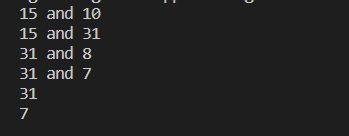 15 and 10
15 and 31
31 and 8
31 and 7
31
7